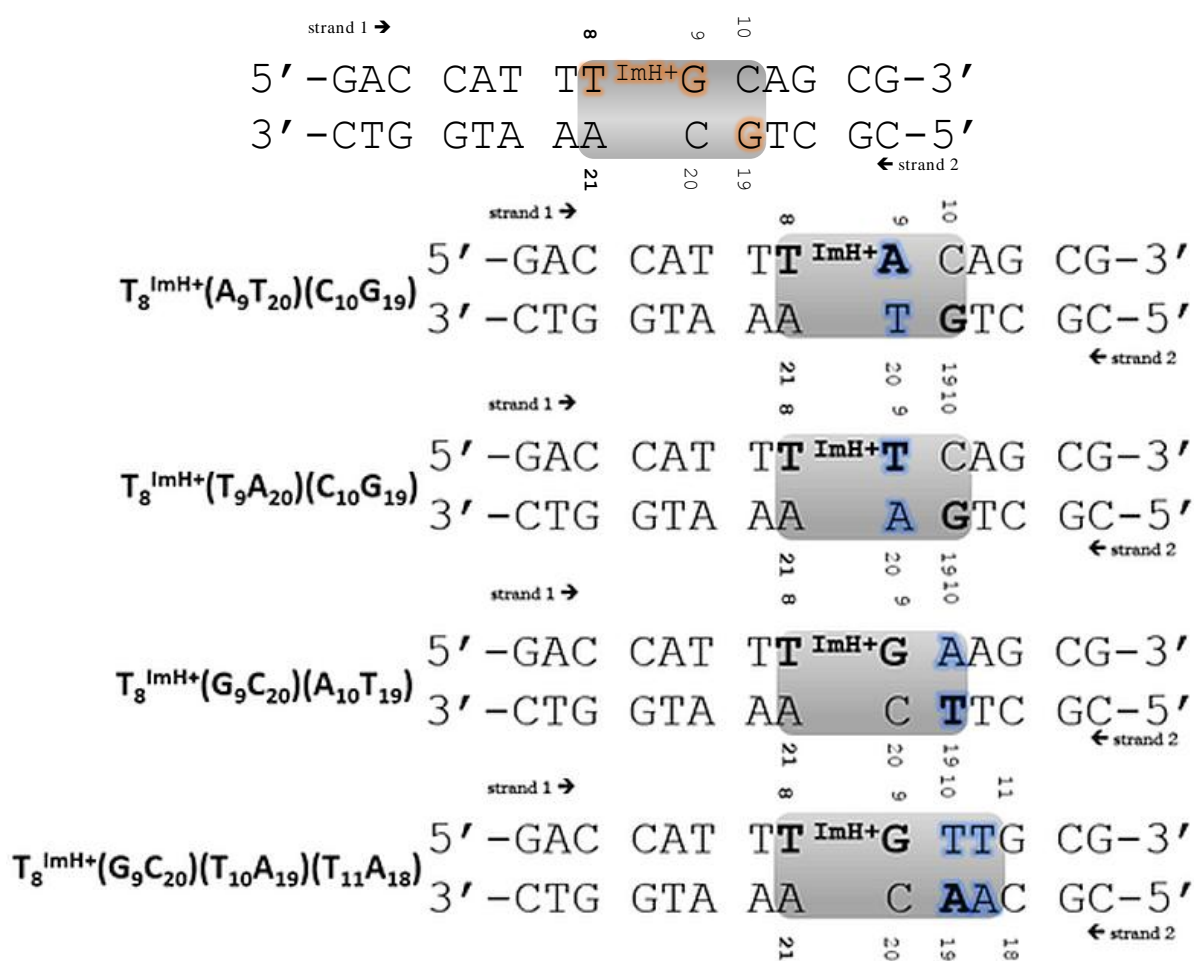 strand 1 → 8 9 10
5′-GACCATTT ImH+G CAG CG-3′
3′-CTG GTA AA C GTC GC-5′
← strand 2
21 20 19
strand 1 → 8 9 10
5′-GAC CAT TT ImH+A CAG CG-3′
T₈ᴵᵐᴴ⁺(A₉T₂₀)(C₁₀G₁₉)
3′-CTG GTA AA T GTC GC-5′
← strand 2
21 20 19
strand 1 → 8 9 10
5′-GAC CAT TT ImH+T CAG CG-3′
T₈ᴵᵐᴴ⁺(T₉A₂₀)(C₁₀G₁₉)
3′-CTG GTA AA A GTC GC-5′
← strand 2
21 20 19
strand 1 → 8 9 10
5′-GAC CAT TT ImH+G AAG CG-3′
T₈ᴵᵐᴴ⁺(G₉C₂₀)(A₁₀T₁₉)
3′-CTG GTA AA C TTC GC-5′
← strand 2
21 20 19
strand 1 → 8 9 10 11
5′-GAC CAT TT ImH+G TTG CG-3′
T₈ᴵᵐᴴ⁺(G₉C₂₀)(T₁₀A₁₉)(T₁₁A₁₈)
3′-CTG GTA AA C AAC GC-5′
← strand 2
21 20 19 18